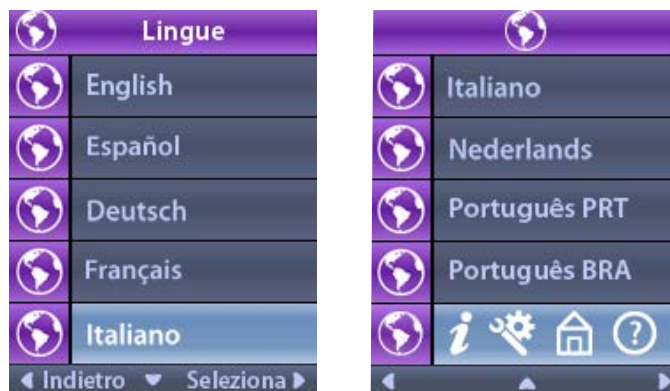 Lingue
English
Español
Deutsch
Français
Italiano
Indietro Seleziona
Italiano
Nederlands
Português PRT
Português BRA